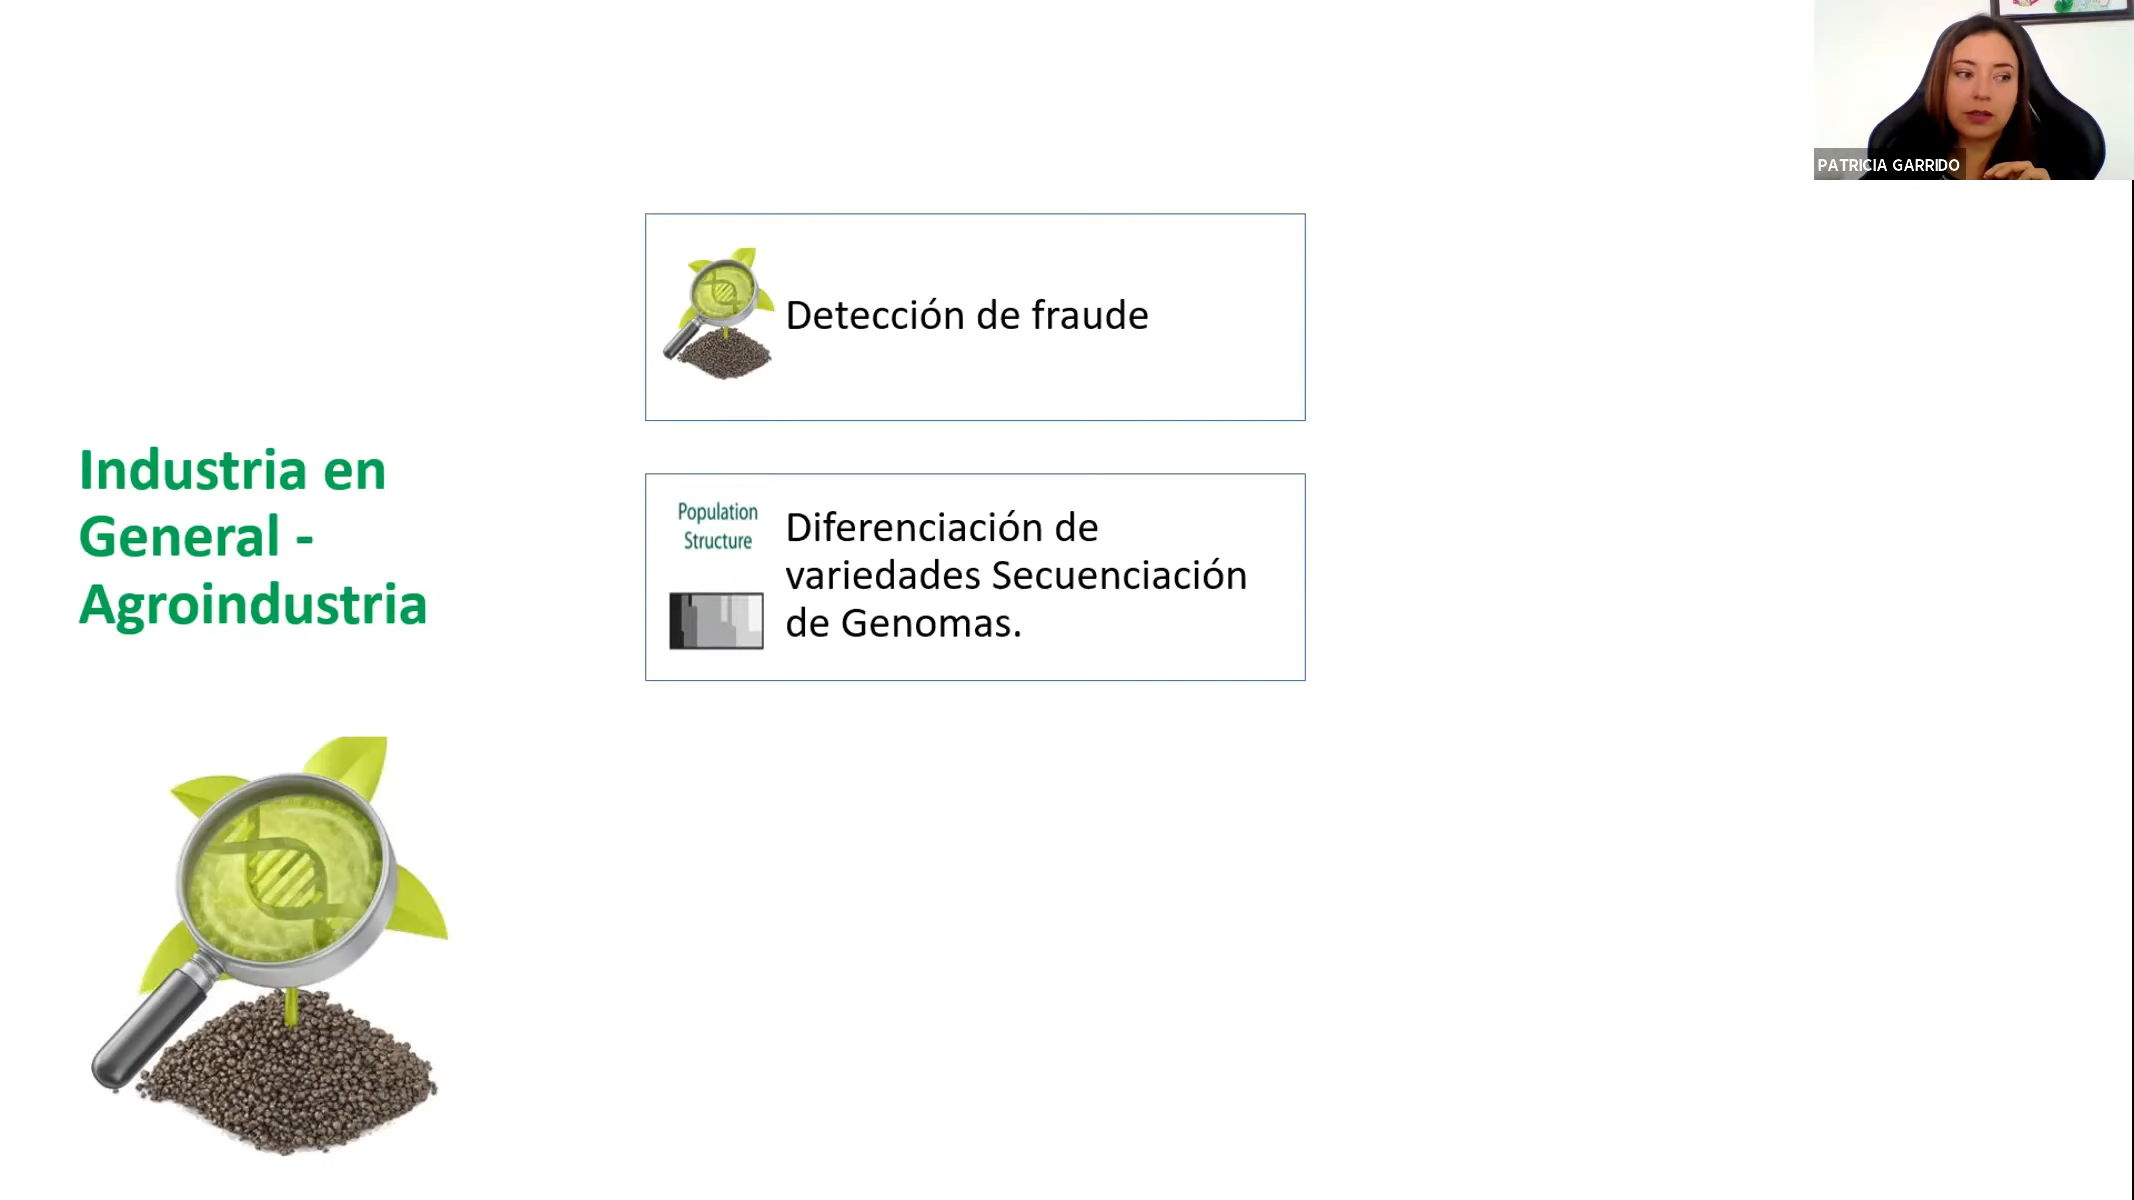 PATRICIA GARRIDO
Detección de fraude
Industria en
General -
Agroindustria
Population
Structure
Diferenciación de
variedades Secuenciación
de Genomas.